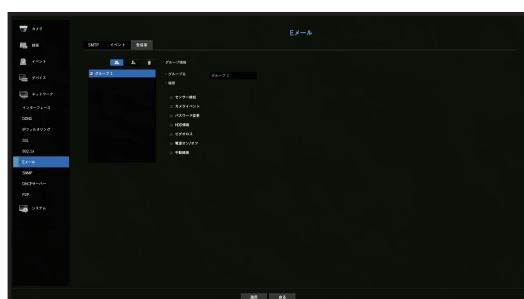 Eメール
カメラ
録画
イベント
デバイス
ネットワーク
インターフェース
DDNS
IPフィルタリング
SSL
802.1x
Eメール
SNMP
DHCPサーバー
P2P
システム
SMTP イベント 受信者
グループ情報
グループ 1
・グループ名 グループ 1
・権限
センサー検知
カメライベント
パスワード変更
HDD情報
ビデオロス
電源オン/オフ
手動録画
適用 戻る